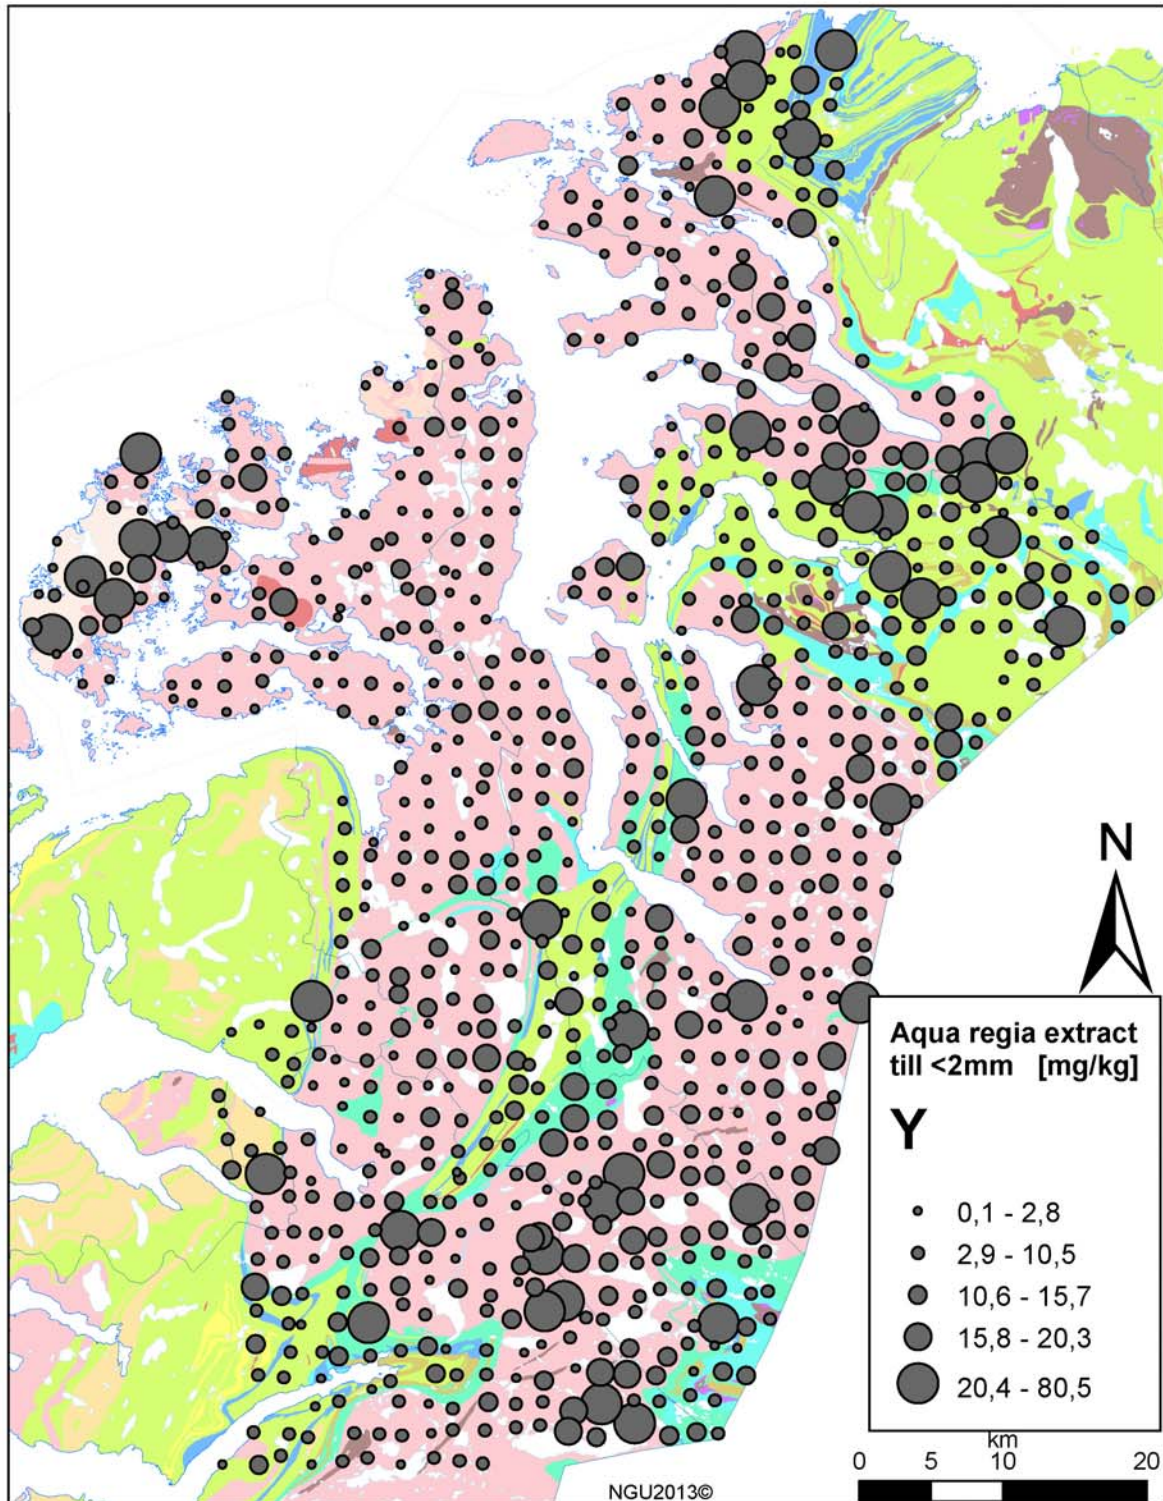 N
Aqua regia extract
till <2mm [mg/kg]
Y
0,1 - 2,8
2,9 - 10,5
10,6 - 15,7
15,8 - 20,3
20,4 - 80,5
km
0 5 10 20
NGU2013©